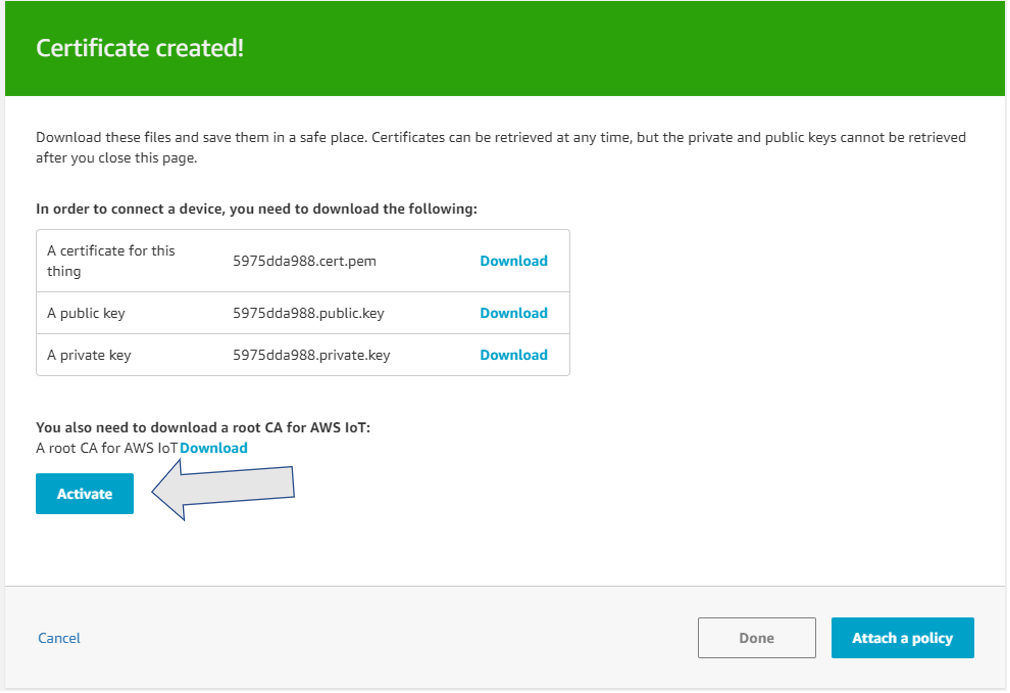 Certificate created!
Download these files and save them in a safe place. Certificates can be retrieved at any time, but the private and public keys cannot be retrieved
after you close this page.
In order to connect a device, you need to download the following:
A certificate for this
thing
5975dda988.cert.pem
Download
A public key
5975dda988.public.key
Download
A private key
5975dda988.private.key
Download
You also need to download a root CA for AWS IoT:
A root CA for AWS IoT Download
Activate
Cancel
Done
Attach a policy